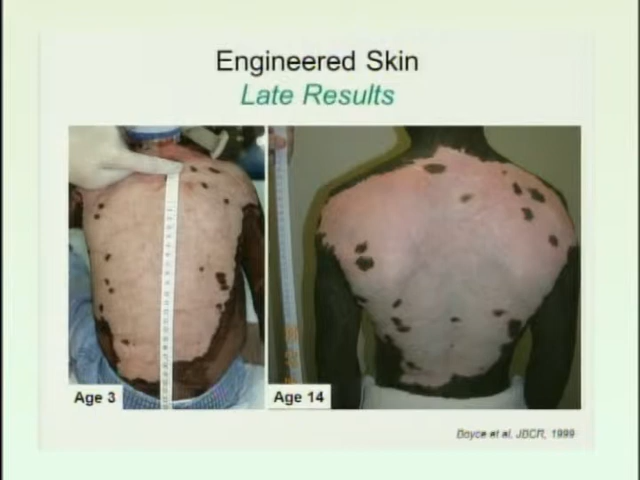 Engineered Skin
Late Results
Age 3
Age 14
Boyce et al, JBCR, 1999